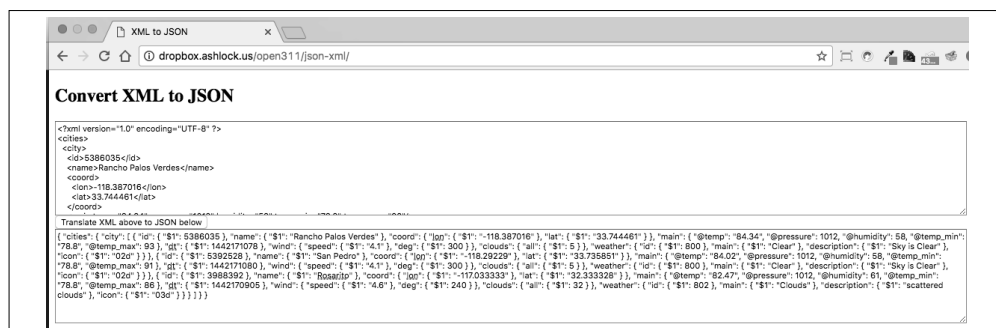 XML to JSON
dropbox.ashlock.us/open311/json-xml/
Convert XML to JSON
<?xml version="1.0" encoding="UTF-8" ?>
<cities>
<city>
<id>5386035</id>
<name>Rancho Palos Verdes</name>
<coord>
<lon>-118.387016</lon>
<lat>33.744461</lat>
</coord>
Translate XML above to JSON below
{ "cities": { "city": [ { "id": { "$1": 5386035 }, "name": { "$1": "Rancho Palos Verdes" }, "coord": { "lon": { "$1": "-118.387016" }, "lat": { "$1": "33.744461" } }, "main": { "@temp": "84.34", "@pressure": 1012, "@humidity": 58, "@temp_min":
"78.8", "@temp_max": 93 }, "dt": { "$1": 1442171078 }, "wind": { "speed": { "$1": "4.1" }, "deg": { "$1": 300 } }, "clouds": { "all": { "$1": 5 } }, "weather": { "id": { "$1": 800 }, "main": { "$1": "Clear" }, "description": { "$1": "Sky is Clear" },
"icon": { "$1": "02d" } } }, { "id": { "$1": 5392528 }, "name": { "$1": "San Pedro" }, "coord": { "lon": { "$1": "-118.29229" }, "lat": { "$1": "33.735851" } }, "main": { "@temp": "84.02", "@pressure": 1012, "@humidity": 58, "@temp_min":
"78.8", "@temp_max": 91 }, "dt": { "$1": 1442171080 }, "wind": { "speed": { "$1": "4.1" }, "deg": { "$1": 300 } }, "clouds": { "all": { "$1": 5 } }, "weather": { "id": { "$1": 800 }, "main": { "$1": "Clear" }, "description": { "$1": "Sky is Clear" },
"icon": { "$1": "02d" } } }, { "id": { "$1": 3988392 }, "name": { "$1": "Rosarito" }, "coord": { "lon": { "$1": "-117.033333" }, "lat": { "$1": "32.333328" } }, "main": { "@temp": "82.47", "@pressure": 1012, "@humidity": 61, "@temp_min":
"78.8", "@temp_max": 86 }, "dt": { "$1": 1442170905 }, "wind": { "speed": { "$1": "4.6" }, "deg": { "$1": 240 } }, "clouds": { "all": { "$1": 32 } }, "weather": { "id": { "$1": 802 }, "main": { "$1": "Clouds" }, "description": { "$1": "scattered
clouds" }, "icon": { "$1": "03d" } } } ] } }